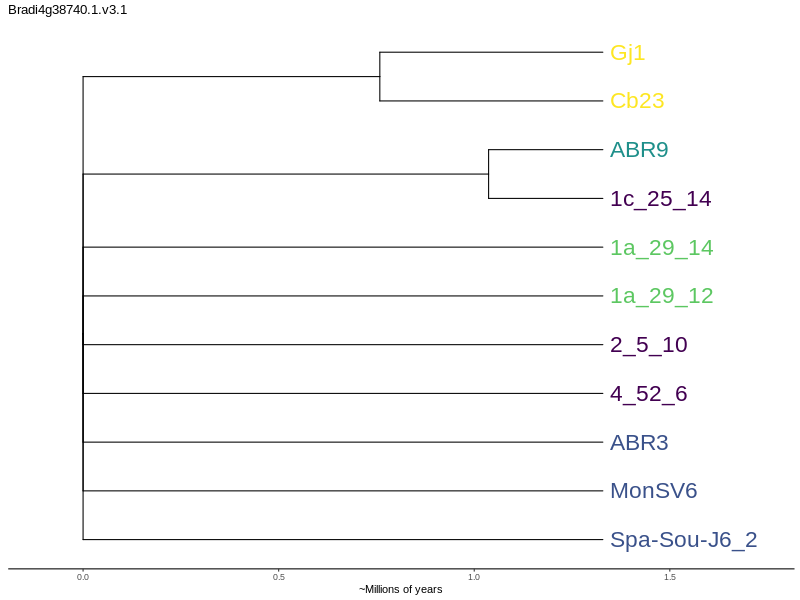 Bradi4g38740.1.v3.1
Gj1
Cb23
ABR9
1c_25_14
1a_29_14
1a_29_12
2_5_10
4_52_6
ABR3
MonSV6
Spa-Sou-J6_2
0.0 0.5 1.0 1.5
~Millions of years